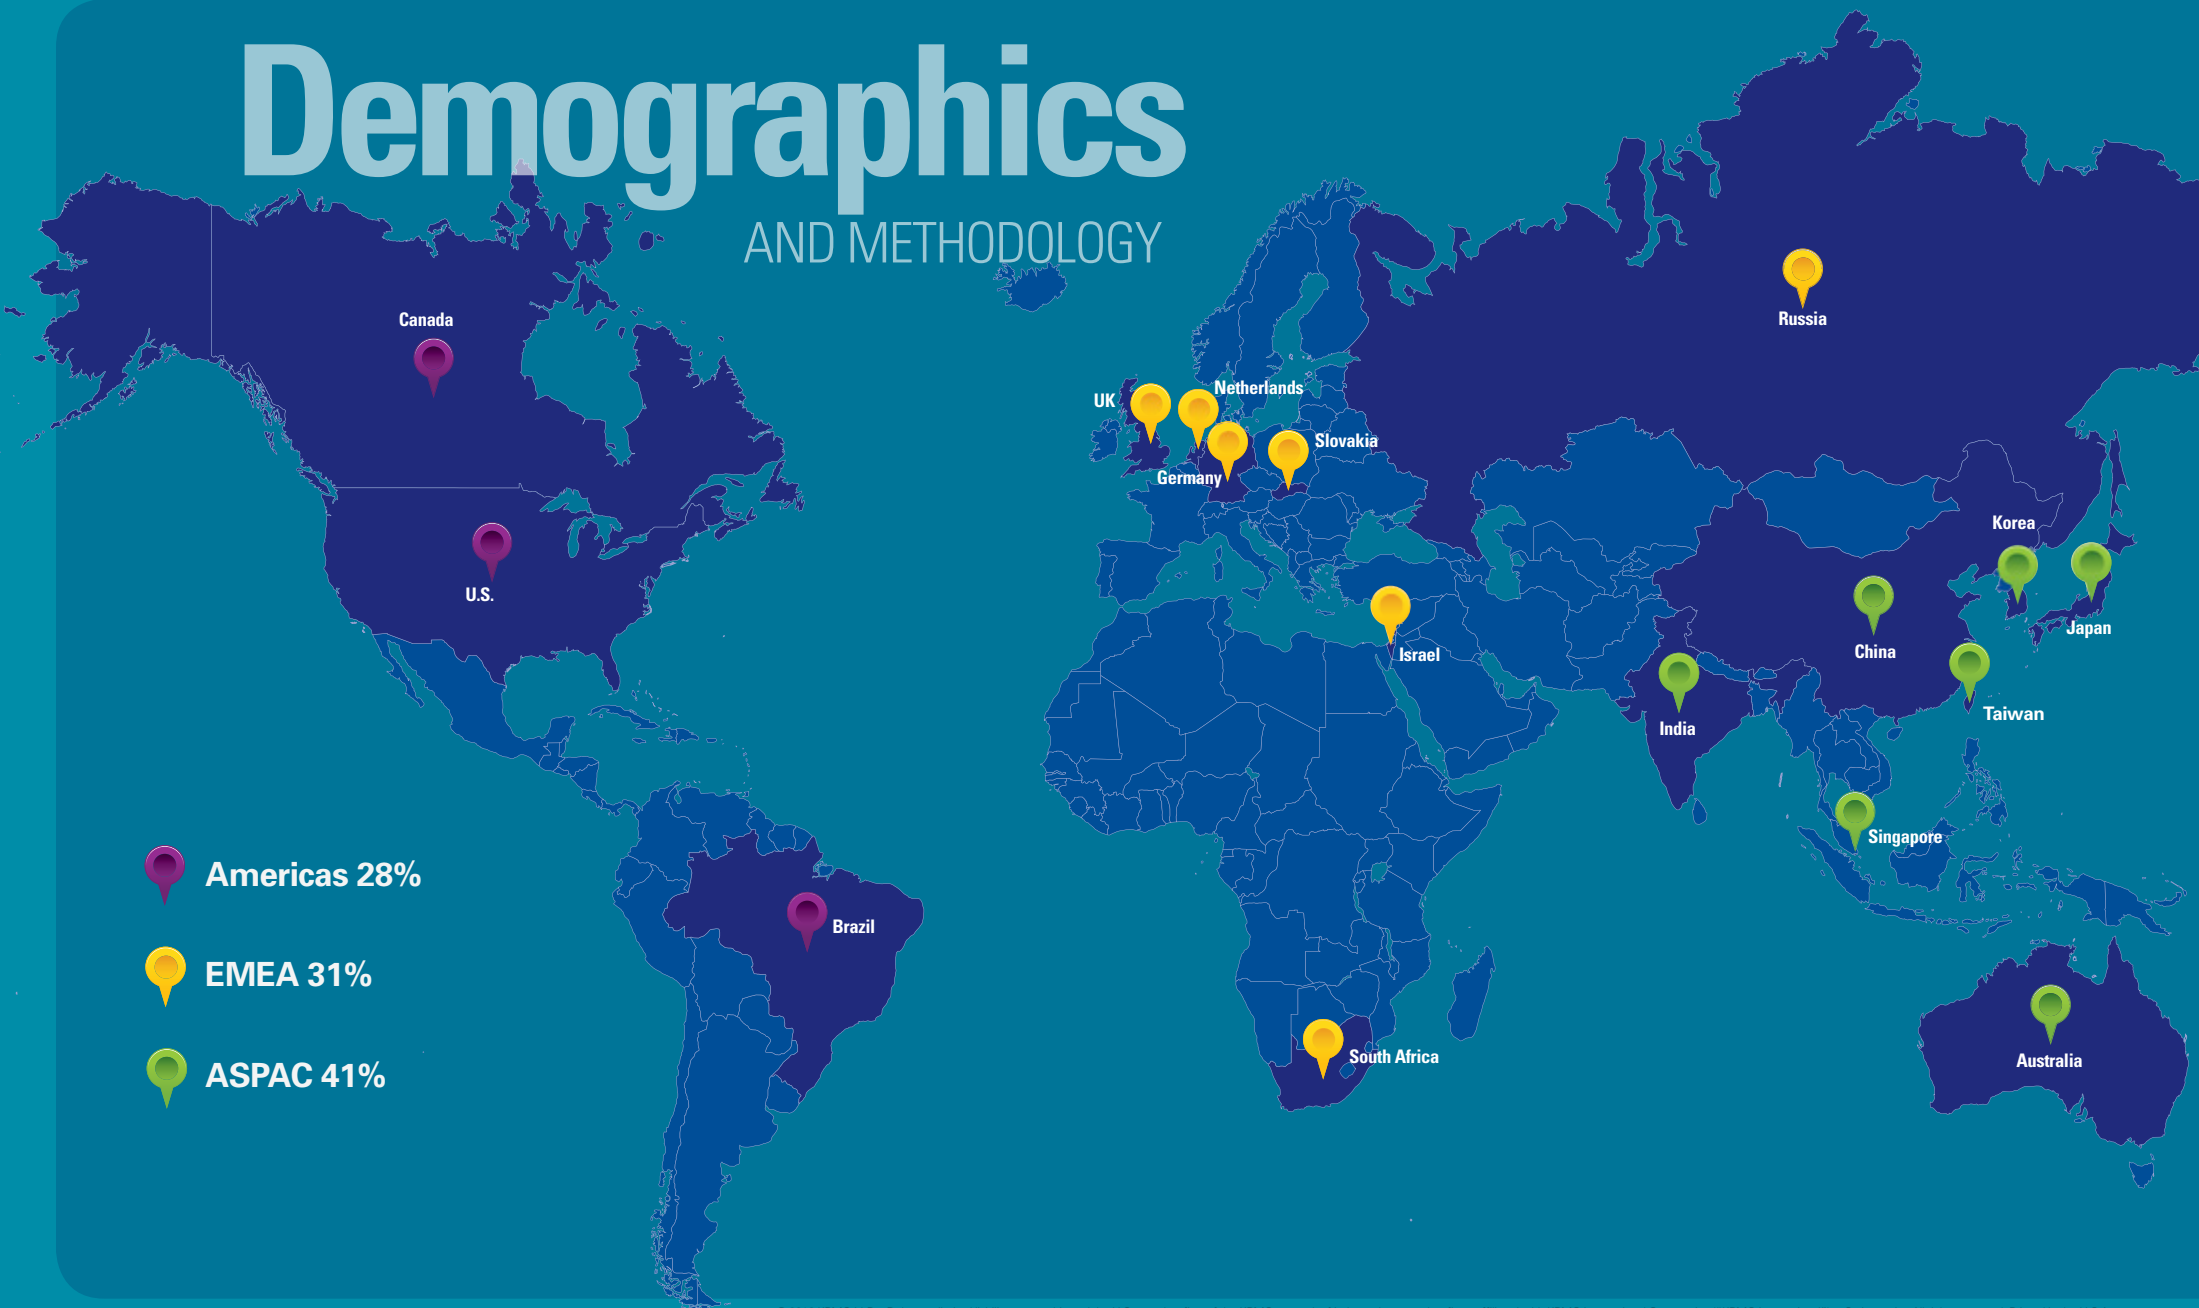 Demographics
AND METHODOLOGY
Canada
U.S.
Brazil
UK
Netherlands
Germany
Slovakia
Russia
Israel
South Africa
Korea
Japan
China
Taiwan
India
Singapore
Australia
Americas 28%
EMEA 31%
ASPAC 41%